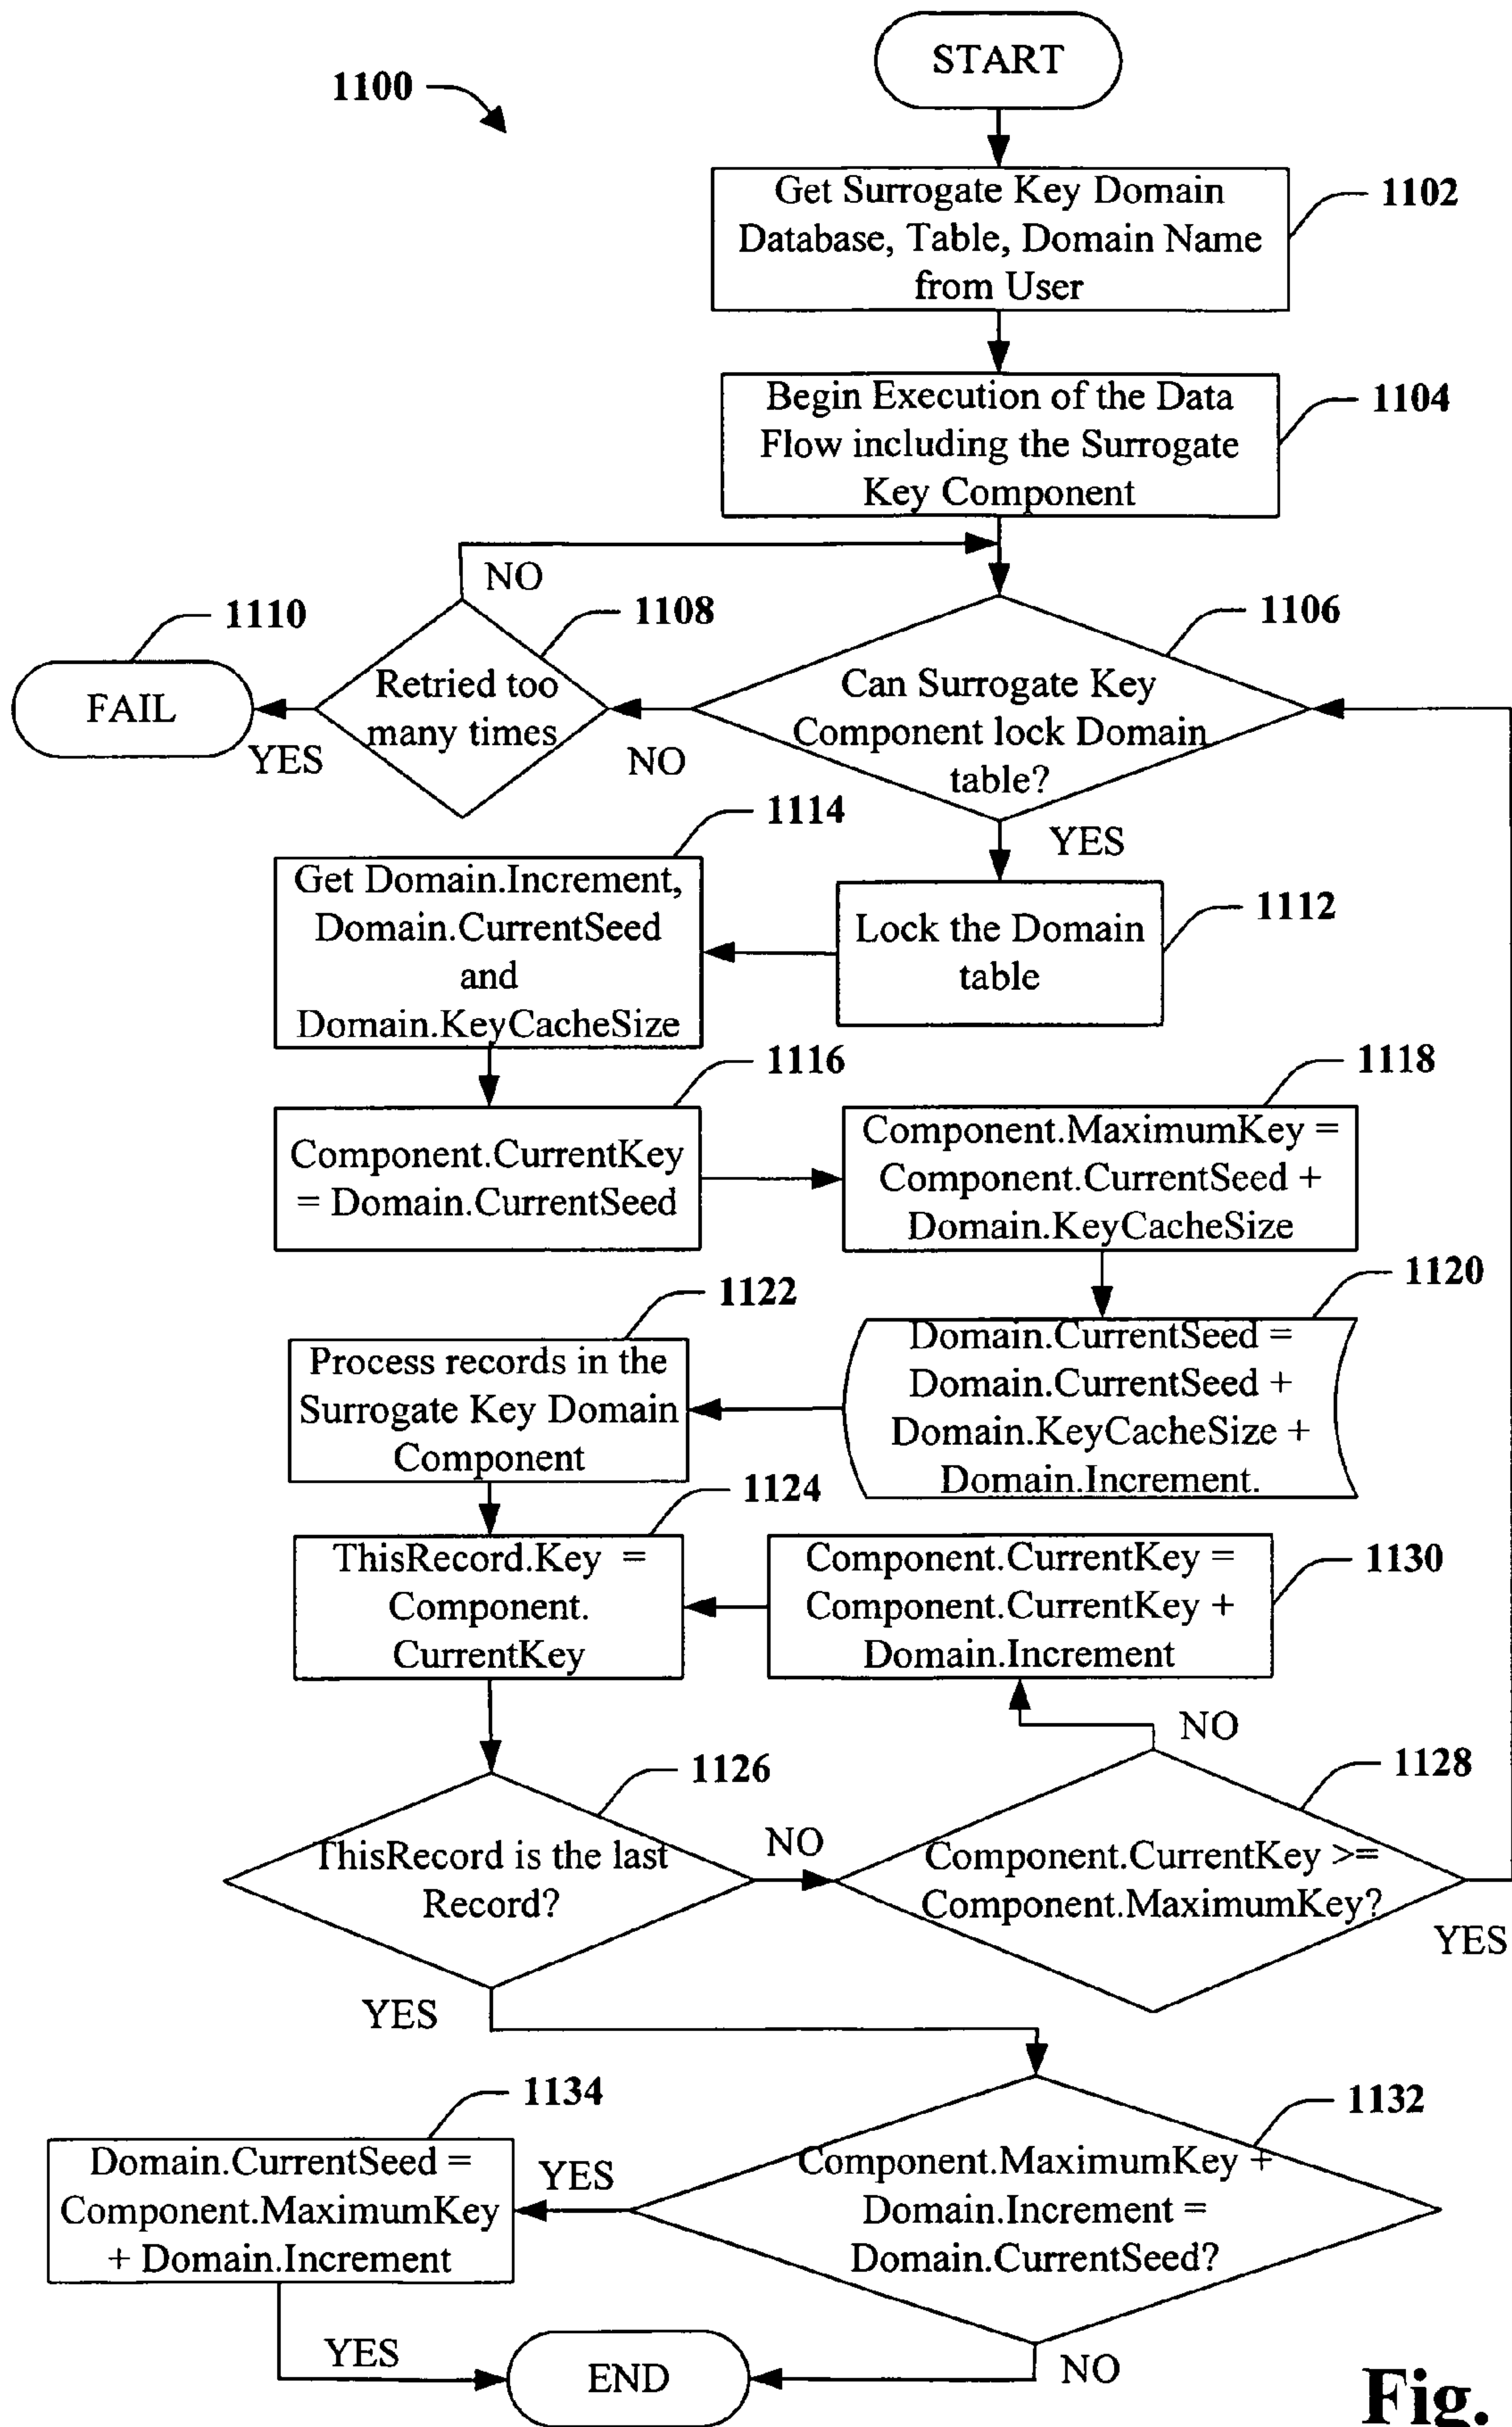 START
1100
Get Surrogate Key Domain
Database, Table, Domain Name
from User
1102
Begin Execution of the Data
Flow including the Surrogate
Key Component
1104
NO
1110
1108
1106
FAIL
YES
Retried too
many times
NO
Can Surrogate Key
Component lock Domain
table?
YES
1114
Get Domain.Increment,
Domain.CurrentSeed
and
Domain.KeyCacheSize
Lock the Domain
table
1112
1116
Component.CurrentKey
= Domain.CurrentSeed
1118
Component.MaximumKey =
Component.CurrentSeed +
Domain.KeyCacheSize
1120
Domain.CurrentSeed =
Domain.CurrentSeed +
Domain.KeyCacheSize +
Domain.Increment.
1122
Process records in the
Surrogate Key Domain
Component
1124
ThisRecord.Key =
Component.
CurrentKey
Component.CurrentKey =
Component.CurrentKey +
Domain.Increment
1130
NO
1126
ThisRecord is the last
Record?
NO
1128
Component.CurrentKey >=
Component.MaximumKey?
YES
YES
1134
Domain.CurrentSeed =
Component.MaximumKey
+ Domain.Increment
YES
1132
Component.MaximumKey +
Domain.Increment =
Domain.CurrentSeed?
YES
END
NO
Fig.